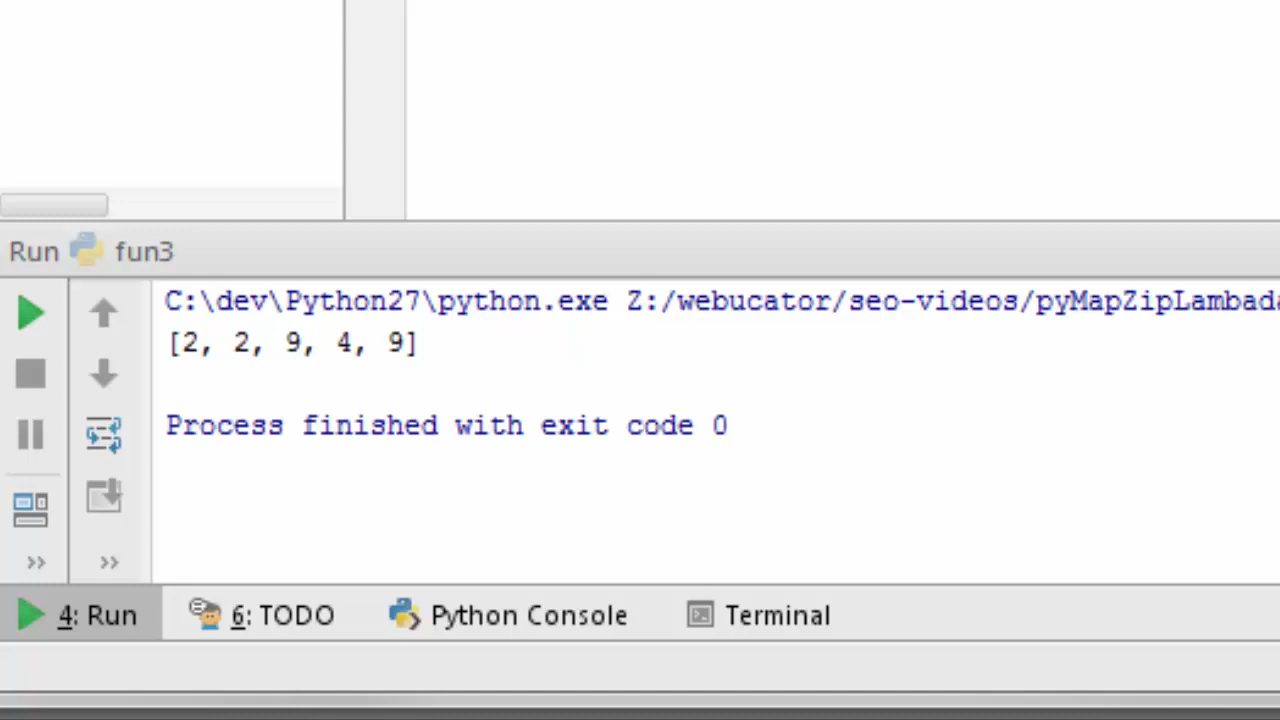 Run fun3
C:\dev\Python27\python.exe Z:/webucator/seo-videos/pyMapZipLambada
[2, 2, 9, 4, 9]
Process finished with exit code 0
4: Run 6: TODO Python Console Terminal